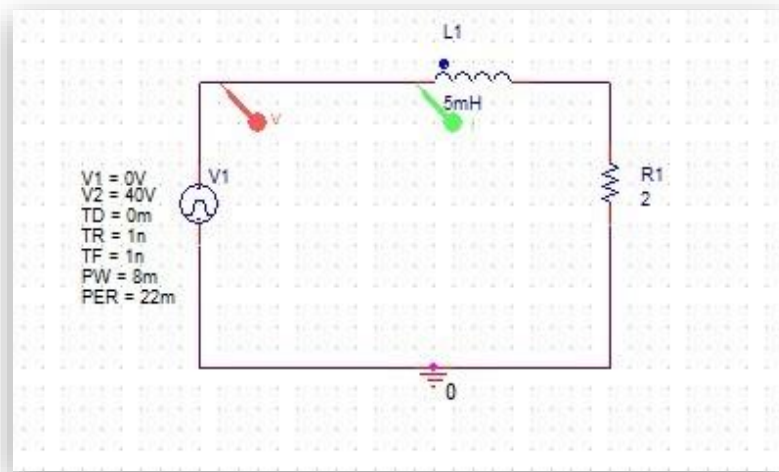 L1
5mH
V
I
V1
V1 = 0V
V2 = 40V
TD = 0m
TR = 1n
TF = 1n
PW = 8m
PER = 22m
R1
2
0